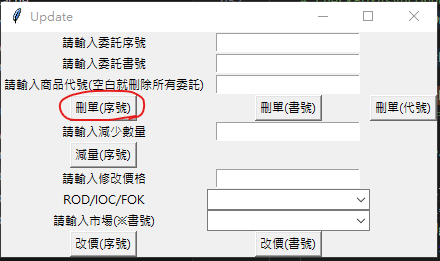 Update
請輸入委託序號
請輸入委託書號
請輸入商品代號(空白就刪除所有委託)
刪單(序號) 刪單(書號) 刪單(代號)
請輸入減少數量
減量(序號)
請輸入修改價格
ROD/IOC/FOK
請輸入市場(※書號)
改價(序號) 改價(書號)